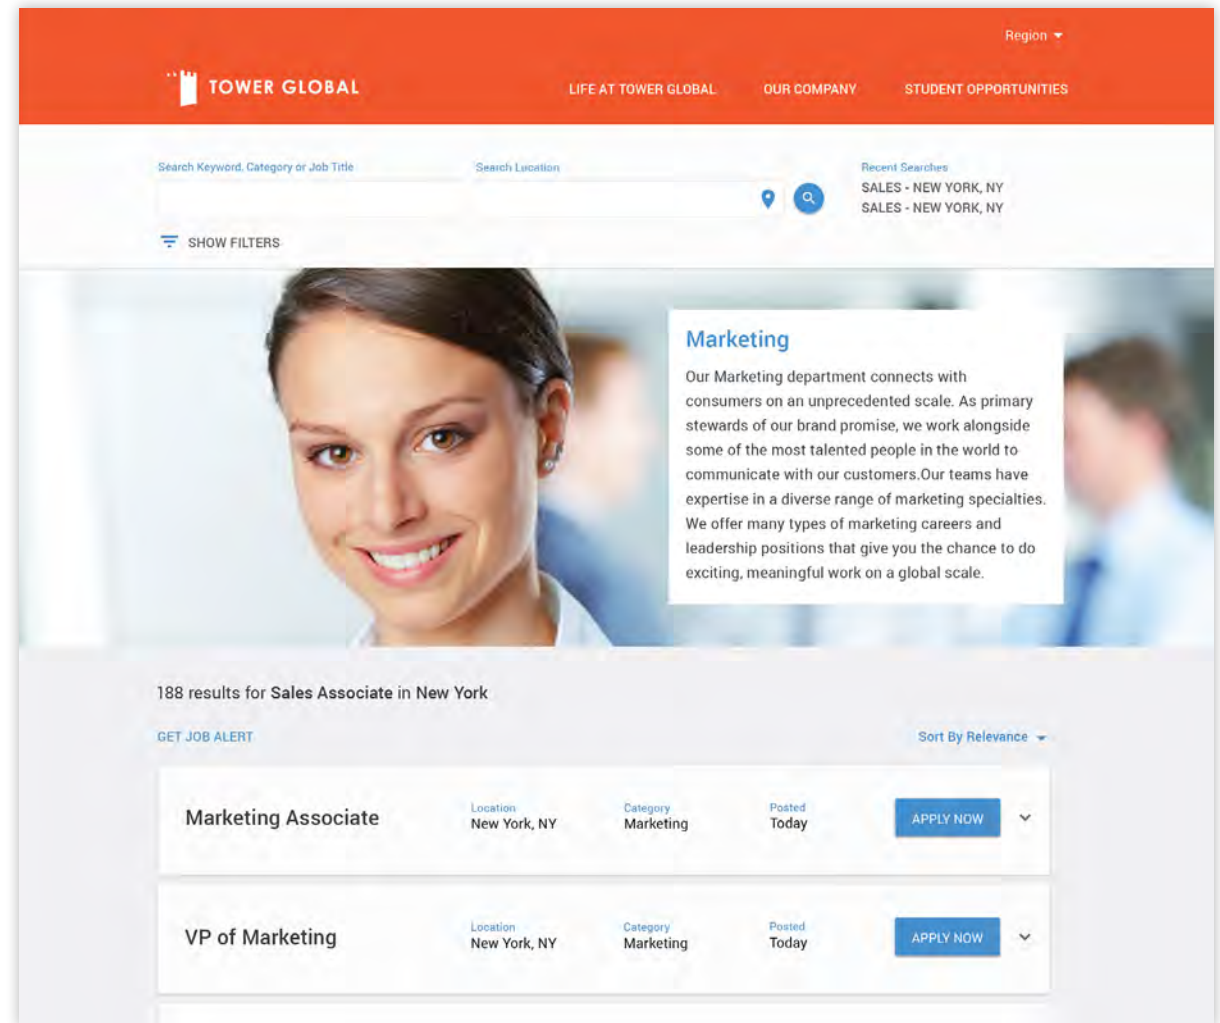 Region
TOWER GLOBAL
LIFE AT TOWER GLOBAL
OUR COMPANY
STUDENT OPPORTUNITIES
Search Keyword, Category or Job Title
Search Location
Recent Searches
SALES - NEW YORK, NY
SALES - NEW YORK, NY
SHOW FILTERS
Marketing
Our Marketing department connects with
consumers on an unprecedented scale. As primary
stewards of our brand promise, we work alongside
some of the most talented people in the world to
communicate with our customers.Our teams have
expertise in a diverse range of marketing specialties.
We offer many types of marketing careers and
leadership positions that give you the chance to do
exciting, meaningful work on a global scale.
188 results for Sales Associate in New York
GET JOB ALERT
Sort By Relevance
Marketing Associate
Location
New York, NY
Category
Marketing
Posted
Today
APPLY NOW
VP of Marketing
Location
New York, NY
Category
Marketing
Posted
Today
APPLY NOW